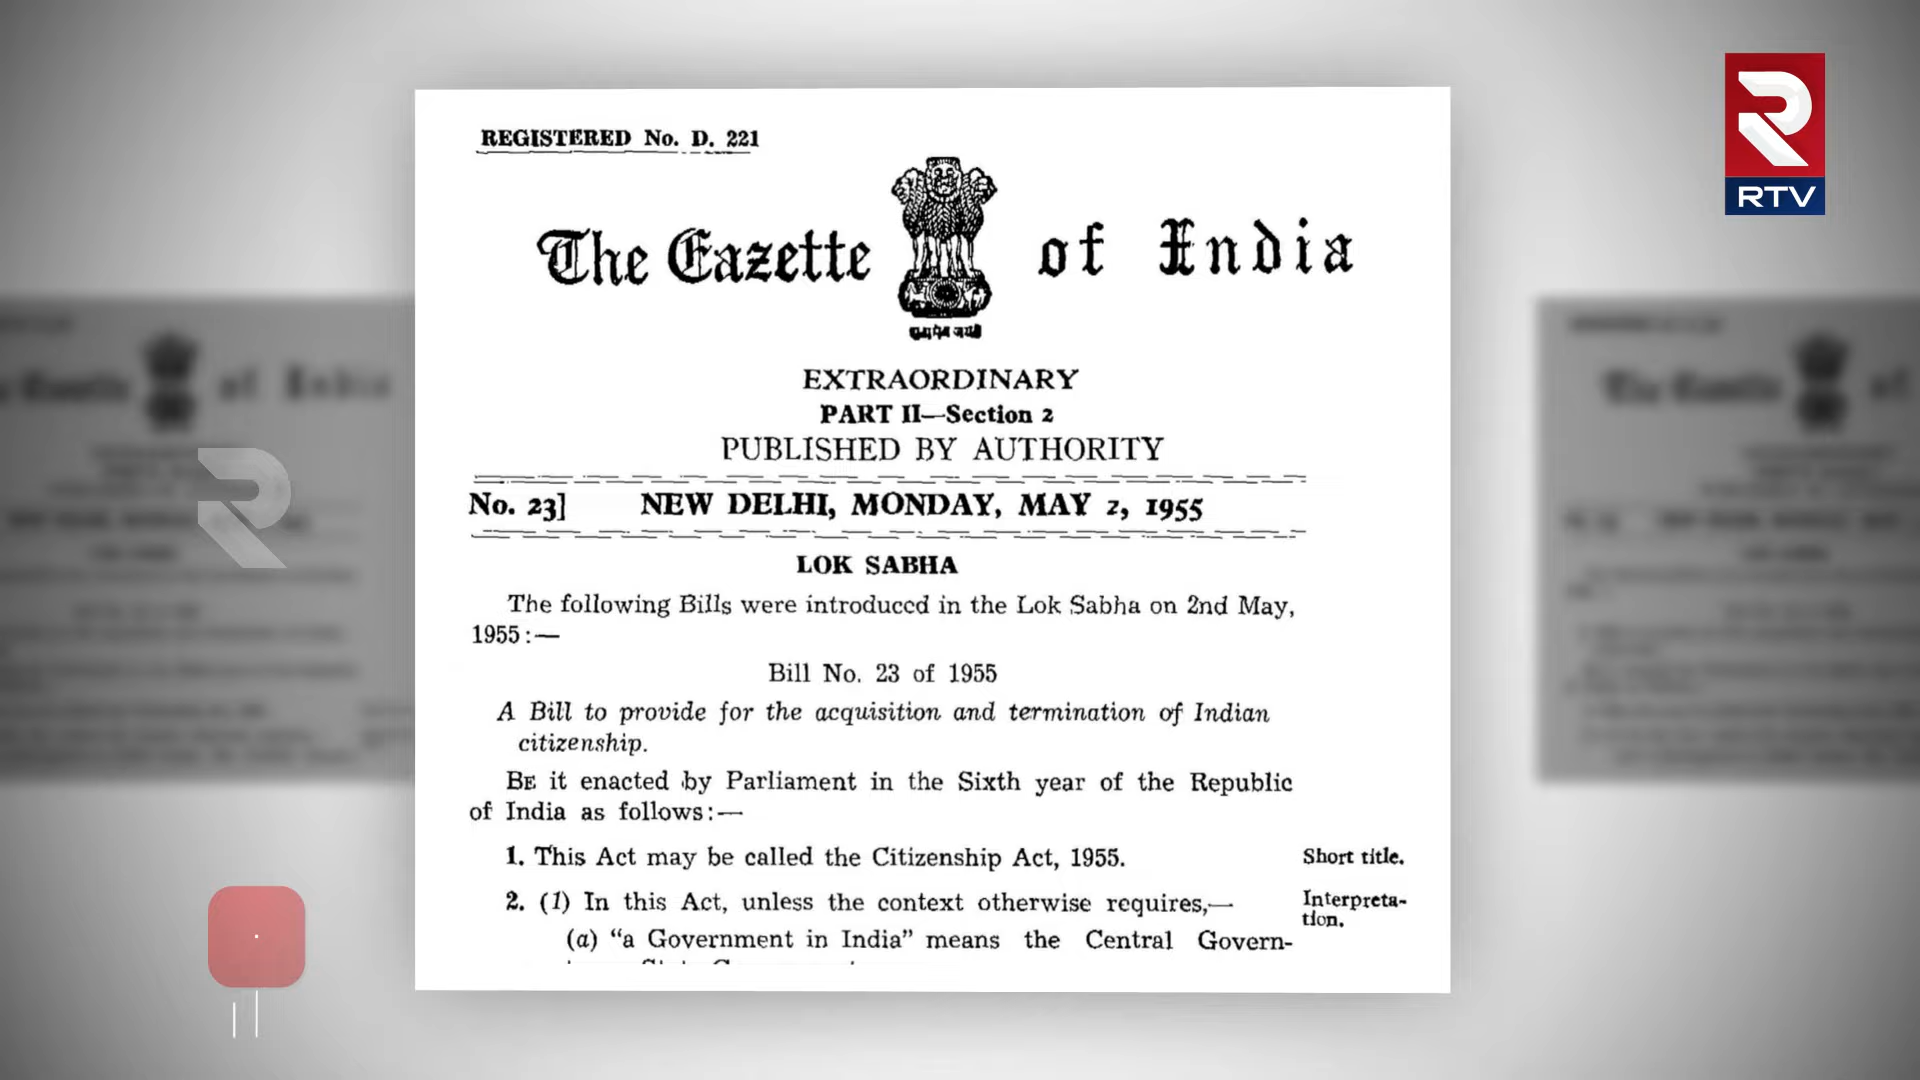 REGISTERED No. D. 221
The Gazette of India
EXTRAORDINARY
PART II—Section 2
PUBLISHED BY AUTHORITY
No. 23] NEW DELHI, MONDAY, MAY 2, 1955
LOK SABHA
The following Bills were introduced in the Lok Sabha on 2nd May,
1955:—
Bill No. 23 of 1955
A Bill to provide for the acquisition and termination of Indian
citizenship.
BE it enacted by Parliament in the Sixth year of the Republic
of India as follows:—
1. This Act may be called the Citizenship Act, 1955.
Short title.
2. (1) In this Act, unless the context otherwise requires,—
Interpreta-
tion.
(a) "a Government in India" means the Central Govern-
RTV